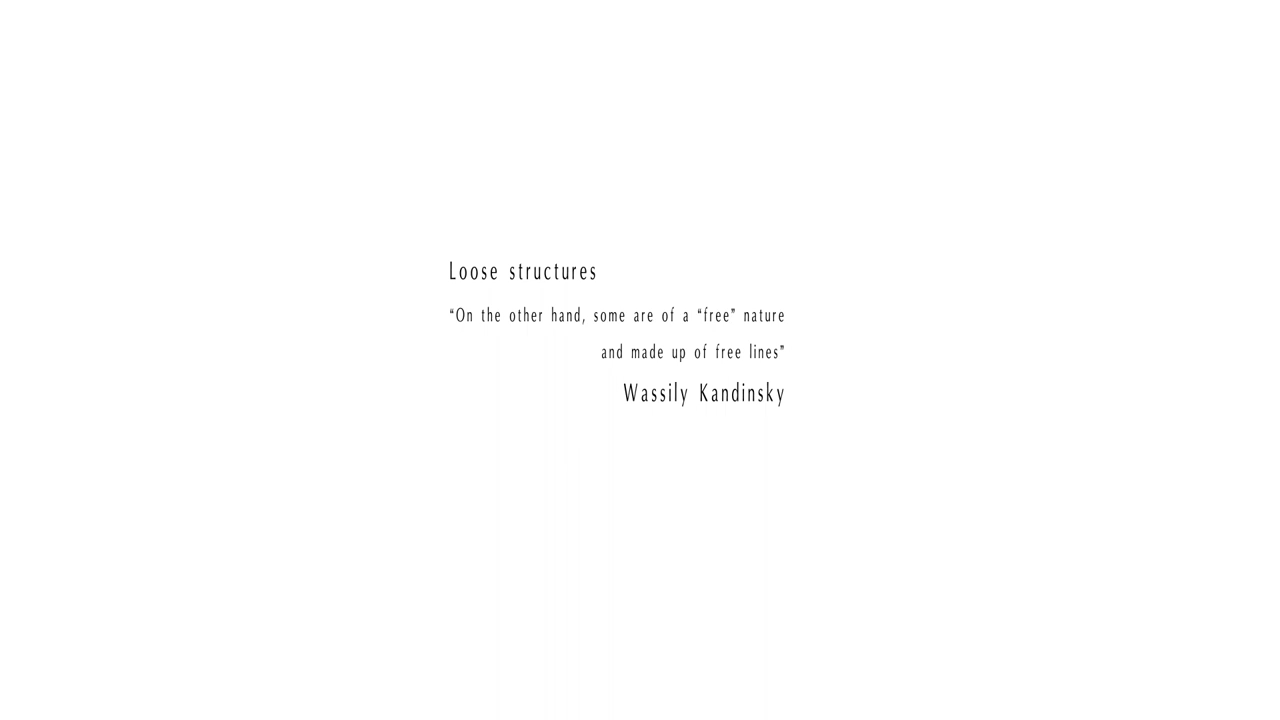 Loose structures
“On the other hand, some are of a “free” nature
and made up of free lines”
Wassily Kandinsky